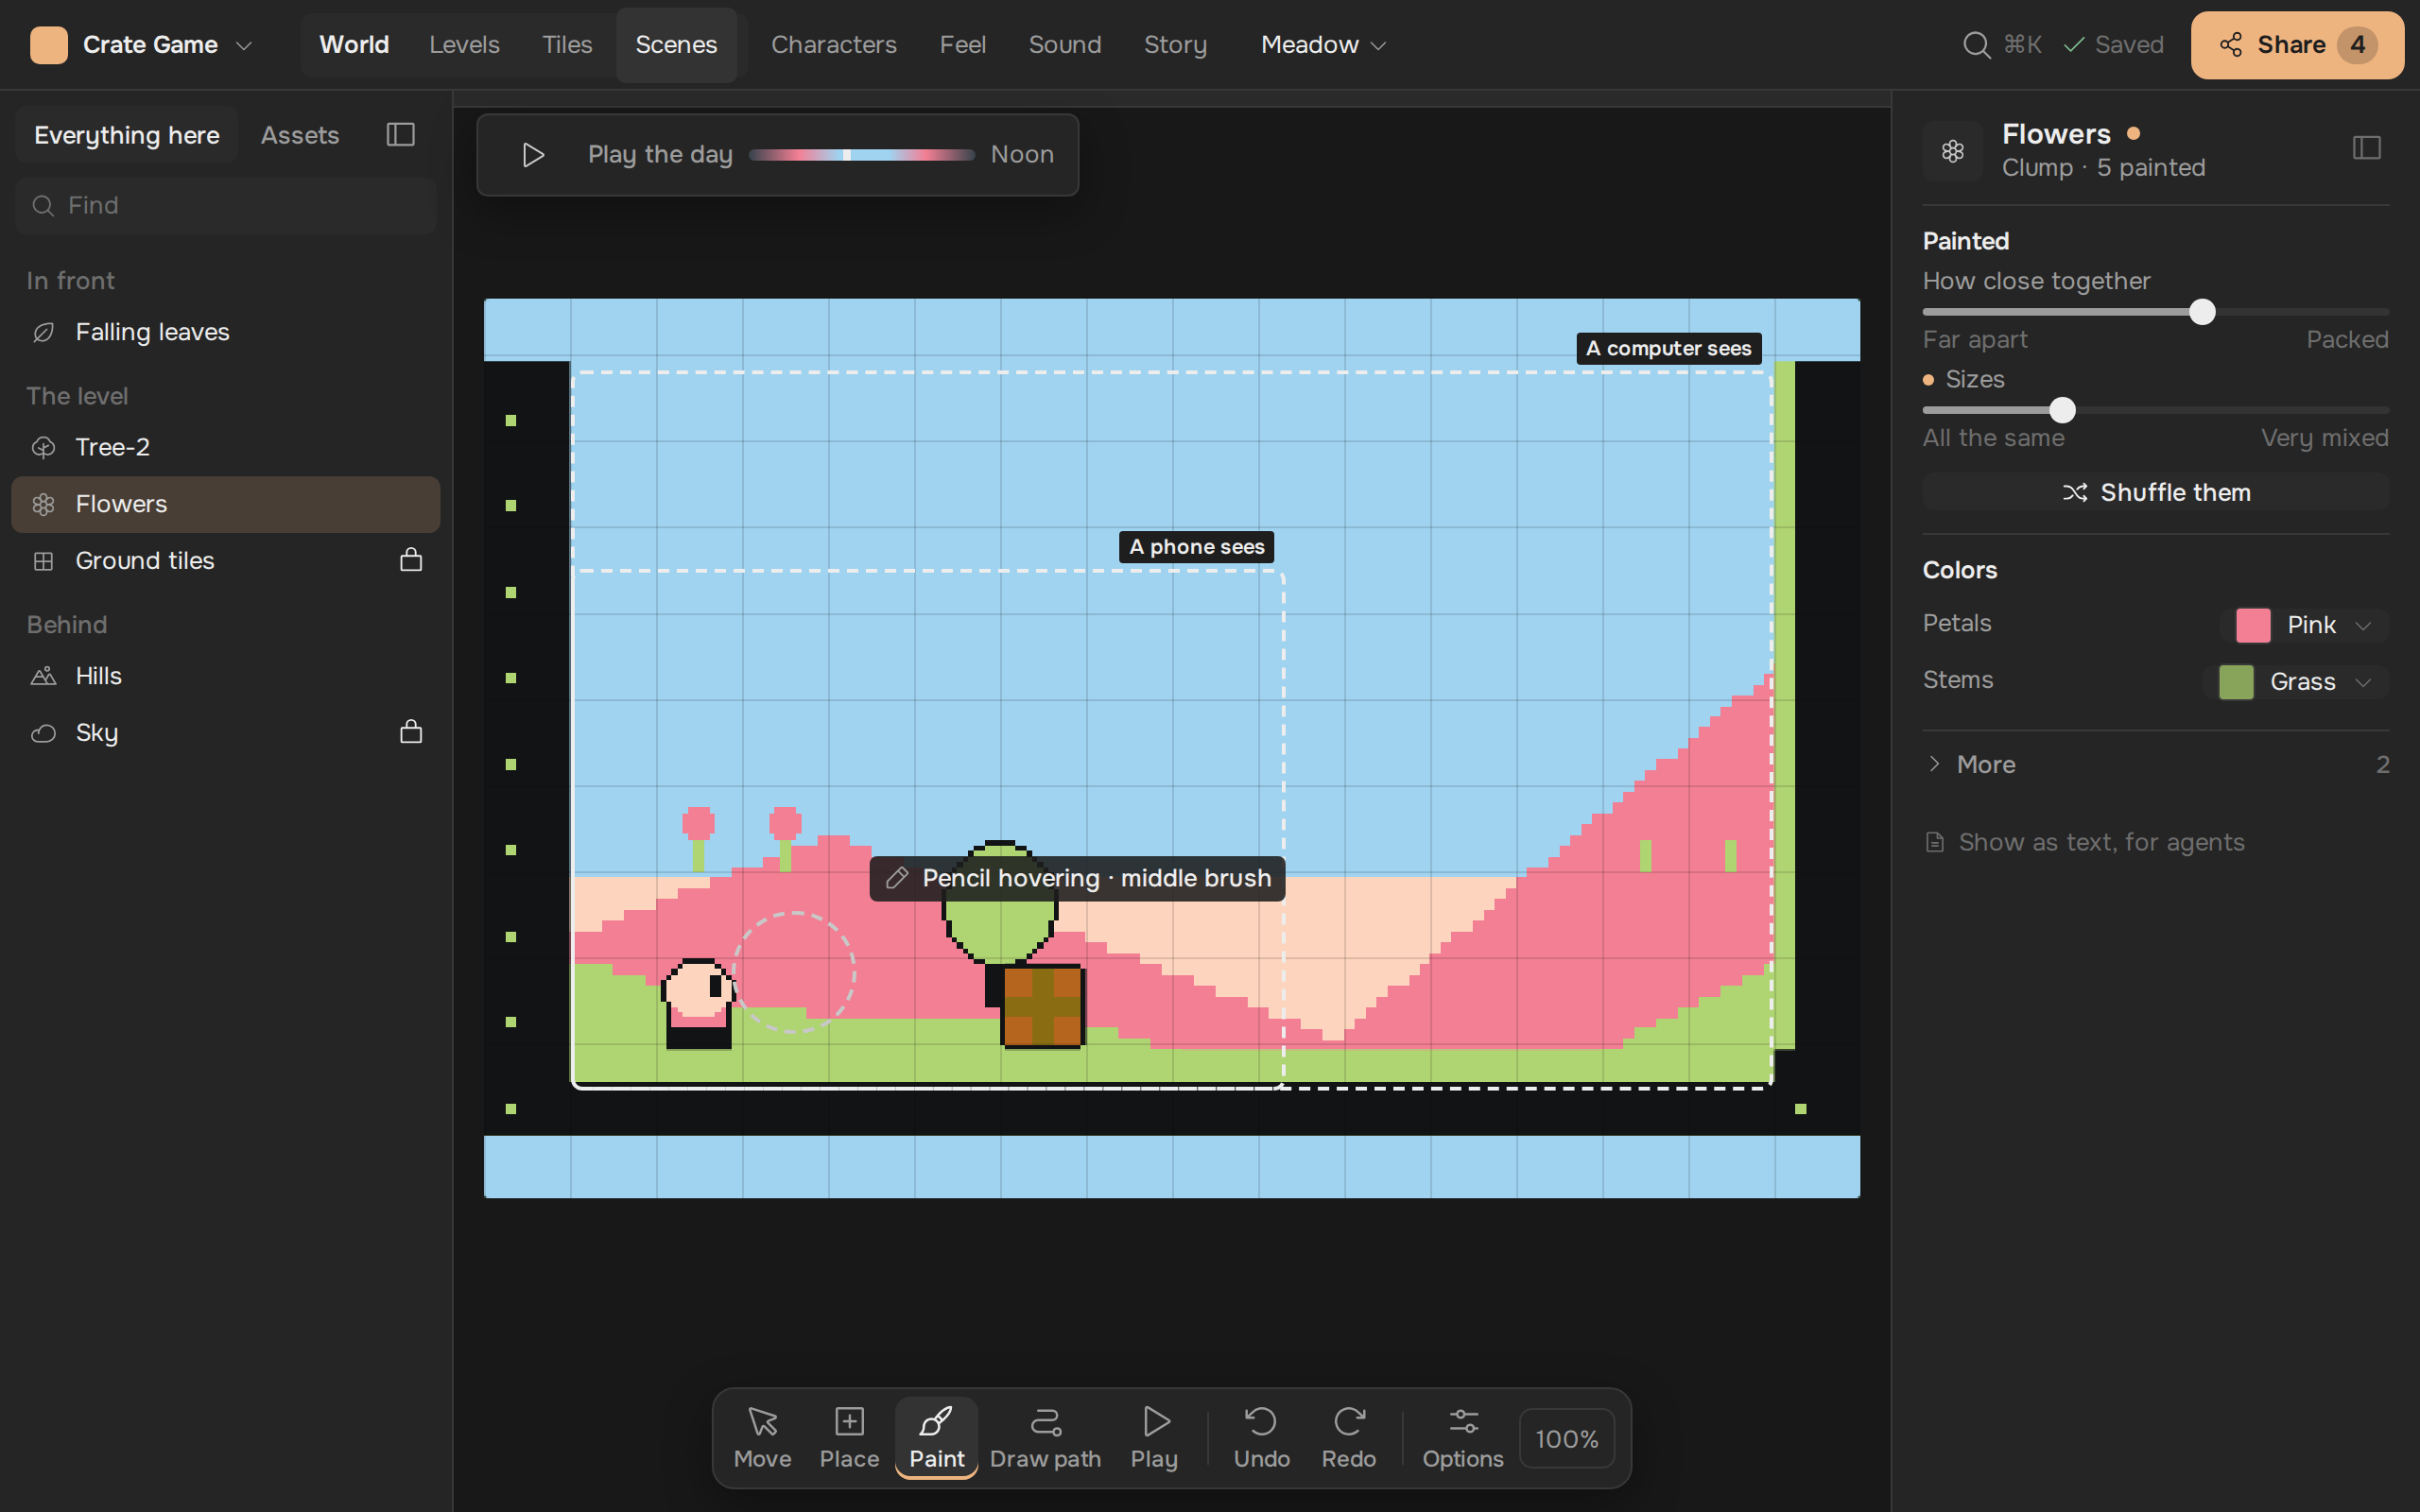 Crate Game
World Levels Tiles Scenes Characters Feel Sound Story Meadow
⌘K Saved Share 4
Everything here Assets
Find
In front
Falling leaves
The level
Tree-2
Flowers
Ground tiles
Behind
Hills
Sky
Play the day Noon
A computer sees
A phone sees
Pencil hovering · middle brush
Move Place Paint Draw path Play Undo Redo Options 100%
Flowers
Clump · 5 painted
Painted
How close together
Far apart Packed
Sizes
All the same Very mixed
Shuffle them
Colors
Petals Pink
Stems Grass
More 2
Show as text, for agents